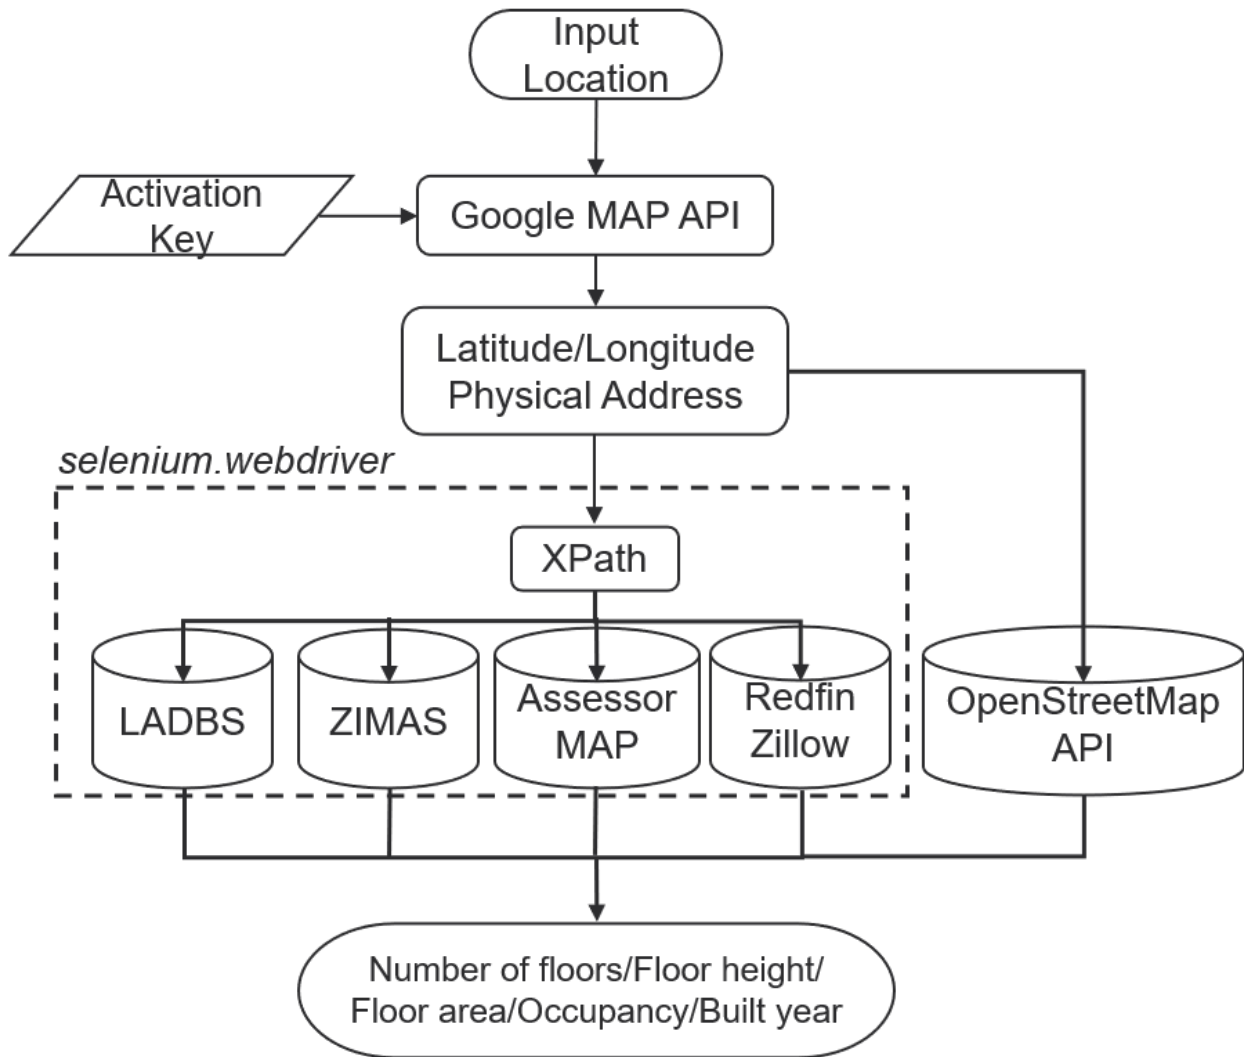 Input
Location
Activation
Key
Google MAP API
Latitude/Longitude
Physical Address
selenium.webdriver
XPath
LADBS
ZIMAS
Assessor
MAP
Redfin
Zillow
OpenStreetMap
API
Number of floors/Floor height/
Floor area/Occupancy/Built year